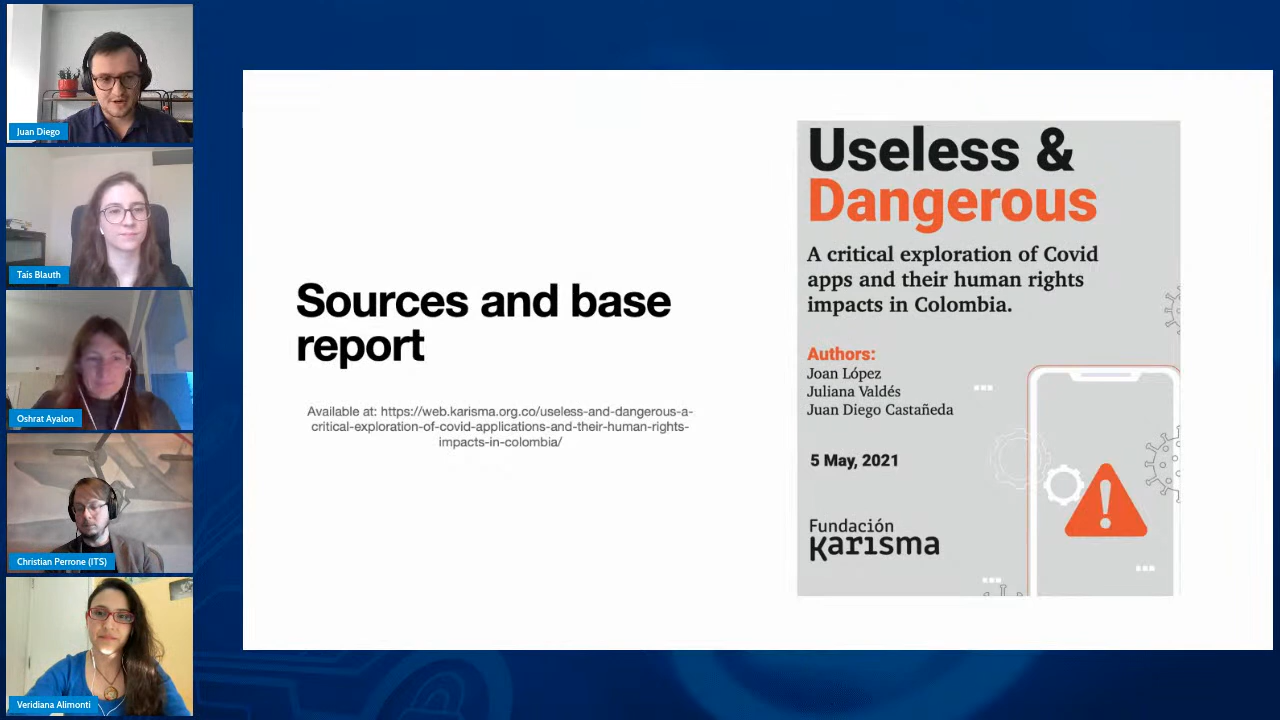 Juan Diego
Taís Blauth
Oshrat Ayalon
Christian Perrone (ITS)
Veridiana Alimonti
Sources and base
report
Available at: https://web.karisma.org.co/useless-and-dangerous-a-
critical-exploration-of-covid-applications-and-their-human-rights-
impacts-in-colombia/
Useless &
Dangerous
A critical exploration of Covid
apps and their human rights
impacts in Colombia.
Authors:
Joan López
Juliana Valdés
Juan Diego Castañeda
5 May, 2021
Fundación
Karisma